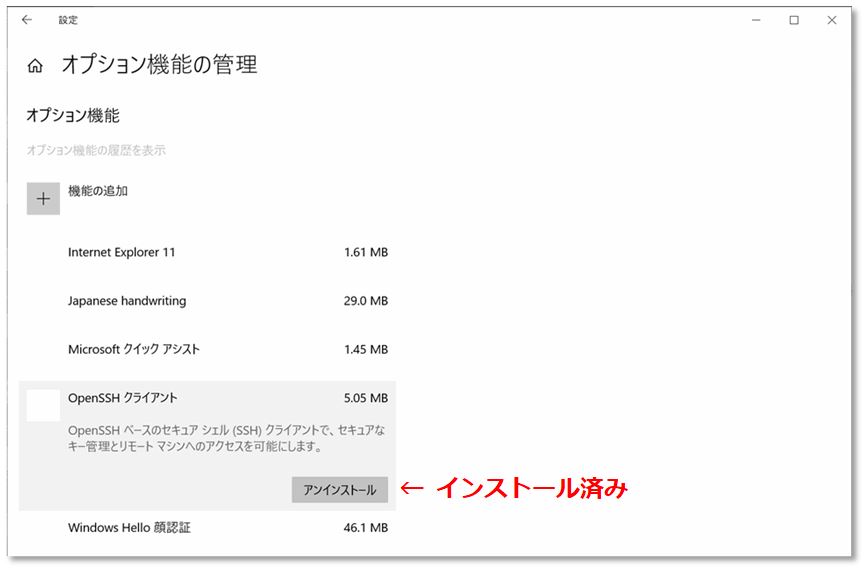 設定
オプション機能の管理
オプション機能
オプション機能の履歴を表示
機能の追加
Internet Explorer 11 1.61 MB
Japanese handwriting 29.0 MB
Microsoft クイック アシスト 1.45 MB
OpenSSH クライアント 5.05 MB
OpenSSH ベースのセキュア シェル (SSH) クライアントで、セキュアな
キー管理とリモート マシンへのアクセスを可能にします。
アンインストール ← インストール済み
Windows Hello 顔認証 46.1 MB